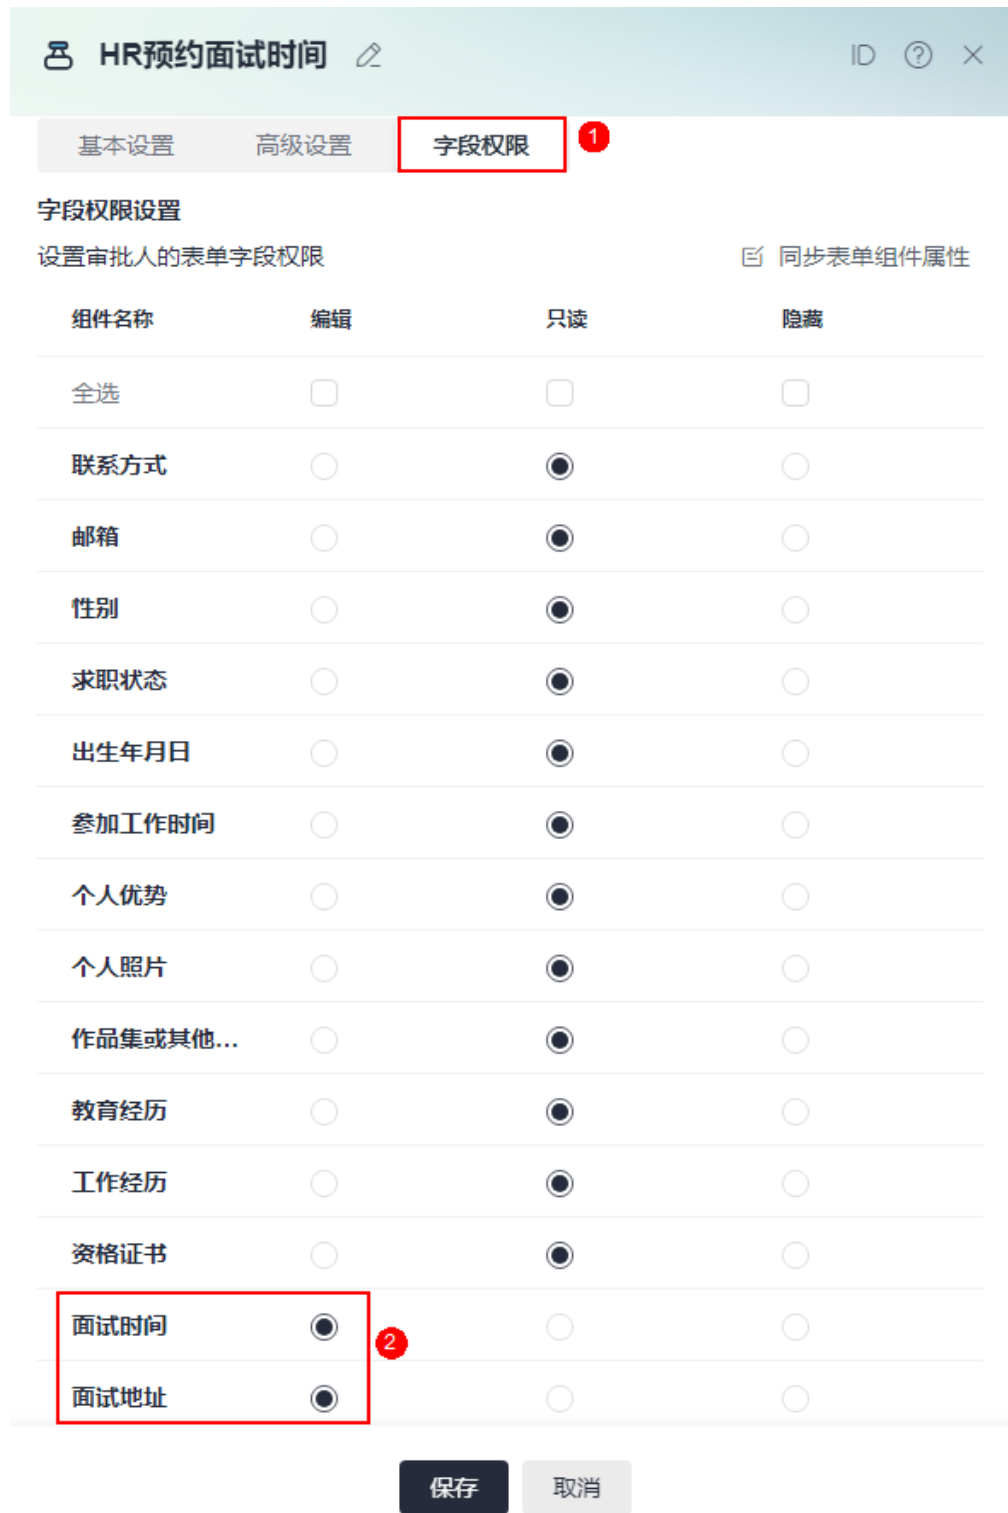 HR预约面试时间 ID
基本设置 高级设置 字段权限 1
字段权限设置
设置审批人的表单字段权限 同步表单组件属性
组件名称 编辑 只读 隐藏
全选
联系方式
邮箱
性别
求职状态
出生年月日
参加工作时间
个人优势
个人照片
作品集或其他...
教育经历
工作经历
资格证书
面试时间
2
面试地址
保存 取消